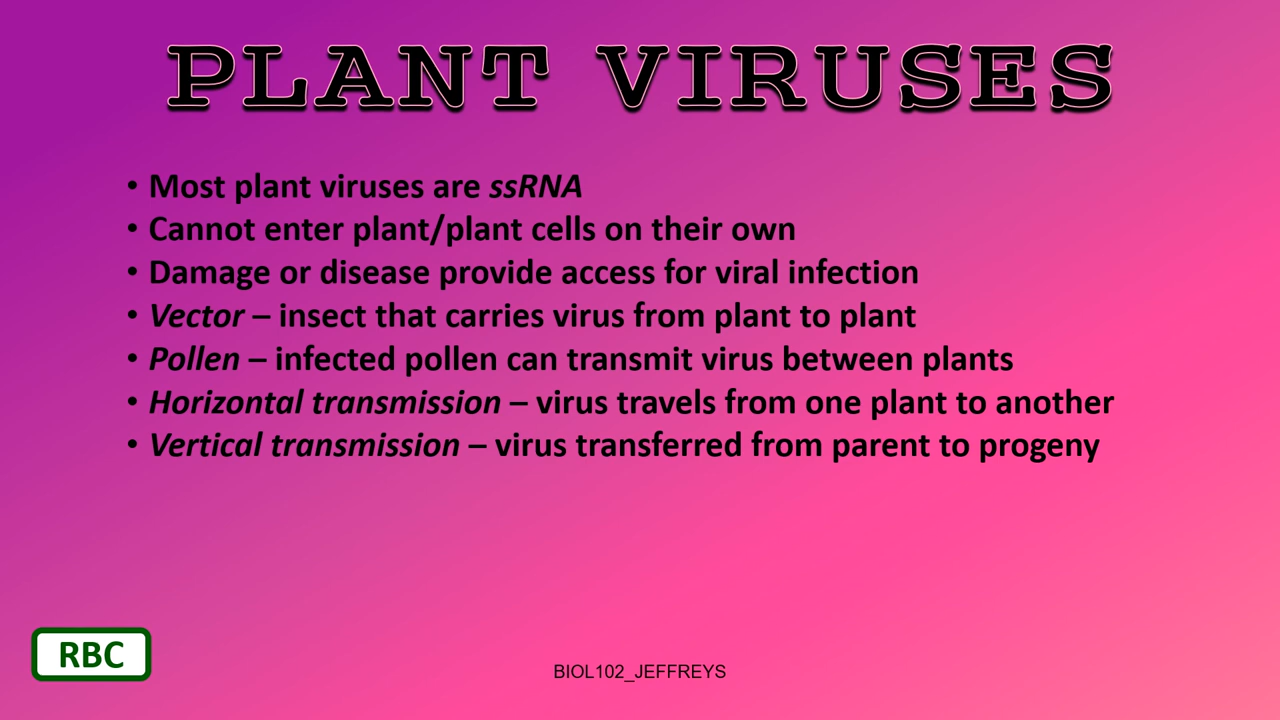 PLANT VIRUSES
• Most plant viruses are ssRNA
• Cannot enter plant/plant cells on their own
• Damage or disease provide access for viral infection
• Vector – insect that carries virus from plant to plant
• Pollen – infected pollen can transmit virus between plants
• Horizontal transmission – virus travels from one plant to another
• Vertical transmission – virus transferred from parent to progeny
RBC
BIOL102_JEFFREYS